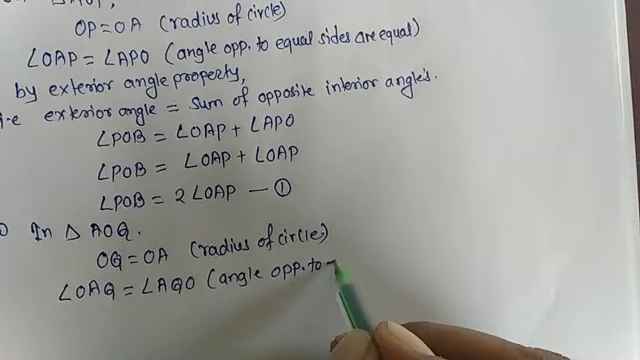 OP = OA (radius of circle)
∠OAP = ∠APO (angle opp. to equal sides are equal)
by exterior angle property,
i.e exterior angle = sum of opposite interior angle's.
∠POB = ∠OAP + ∠APO
∠POB = ∠OAP + ∠OAP
∠POB = 2∠OAP — ①
In △ AOQ.
OQ = OA (radius of circle)
∠OAQ = ∠AQO (angle opp. to